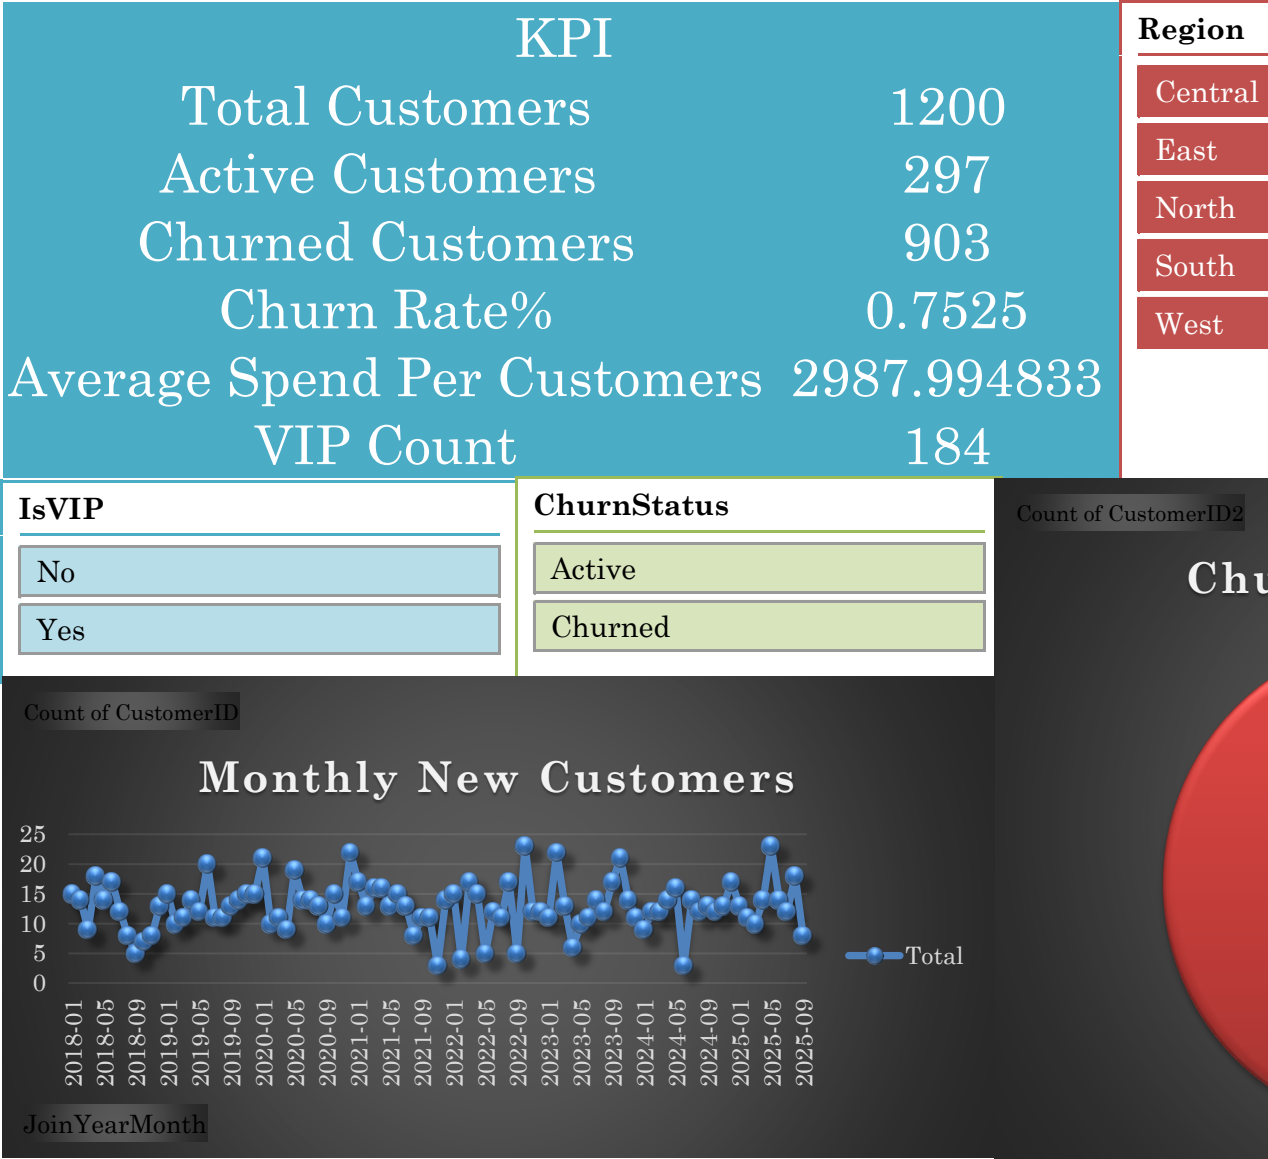 KPI
Total Customers 1200
Active Customers 297
Churned Customers 903
Churn Rate% 0.7525
Average Spend Per Customers 2987.994833
VIP Count 184
Region
Central
East
North
South
West
IsVIP
No
Yes
ChurnStatus
Active
Churned
Count of CustomerID2
Chu
Count of CustomerID
Monthly New Customers
25
20
15
10
5
0
Total
2018-01
2018-05
2018-09
2019-01
2019-05
2019-09
2020-01
2020-05
2020-09
2021-01
2021-05
2021-09
2022-01
2022-05
2022-09
2023-01
2023-05
2023-09
2024-01
2024-05
2024-09
2025-01
2025-05
2025-09
JoinYearMonth